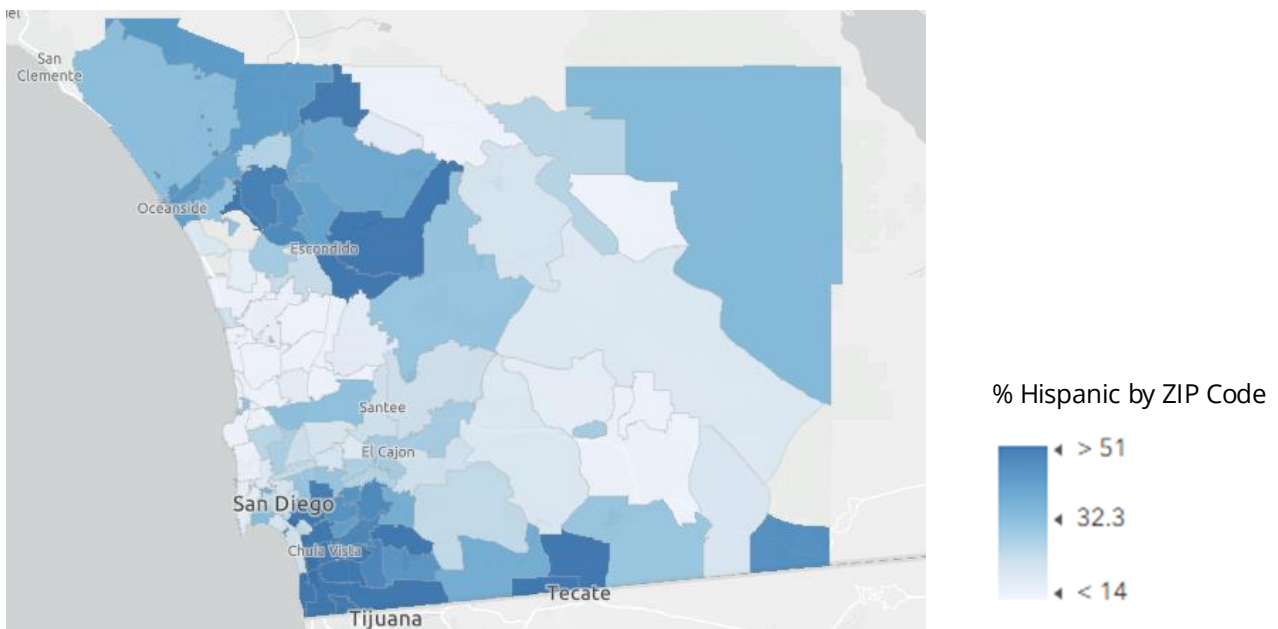 San
Clemente
Oceanside
Escondido
Santee
El Cajon
San Diego
Chula Vista
Tecate
Tijuana
% Hispanic by ZIP Code
> 51
32.3
< 14